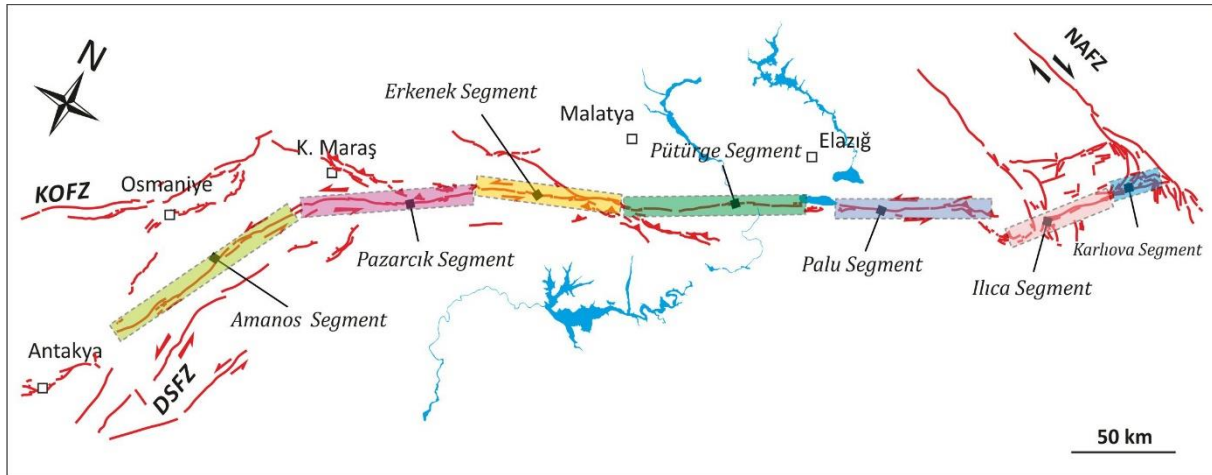 N
NAFZ
Erkenek Segment
Malatya
Elazığ
K. Maraş
Pütürge Segment
KOFZ
Osmaniye
Pazarcık Segment
Palu Segment
Karlıova Segment
Ilıca Segment
Amanos Segment
Antakya
DSFZ
50 km